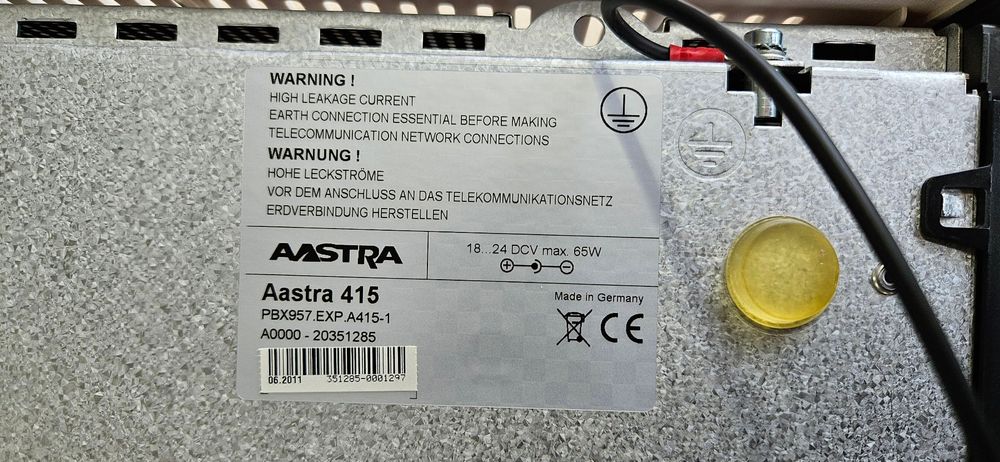 WARNING !
HIGH LEAKAGE CURRENT
EARTH CONNECTION ESSENTIAL BEFORE MAKING
TELECOMMUNICATION NETWORK CONNECTIONS
WARNUNG !
HOHE LECKSTRÖME
VOR DEM ANSCHLUSS AN DAS TELEKOMMUNIKATIONSNETZ
ERDVERBINDUNG HERSTELLEN
AASTRA
18...24 DCV max. 65W
Aastra 415
Made in Germany
PBX957.EXP.A415-1
A0000 - 20351285
CE
06.2011 351285-0001297